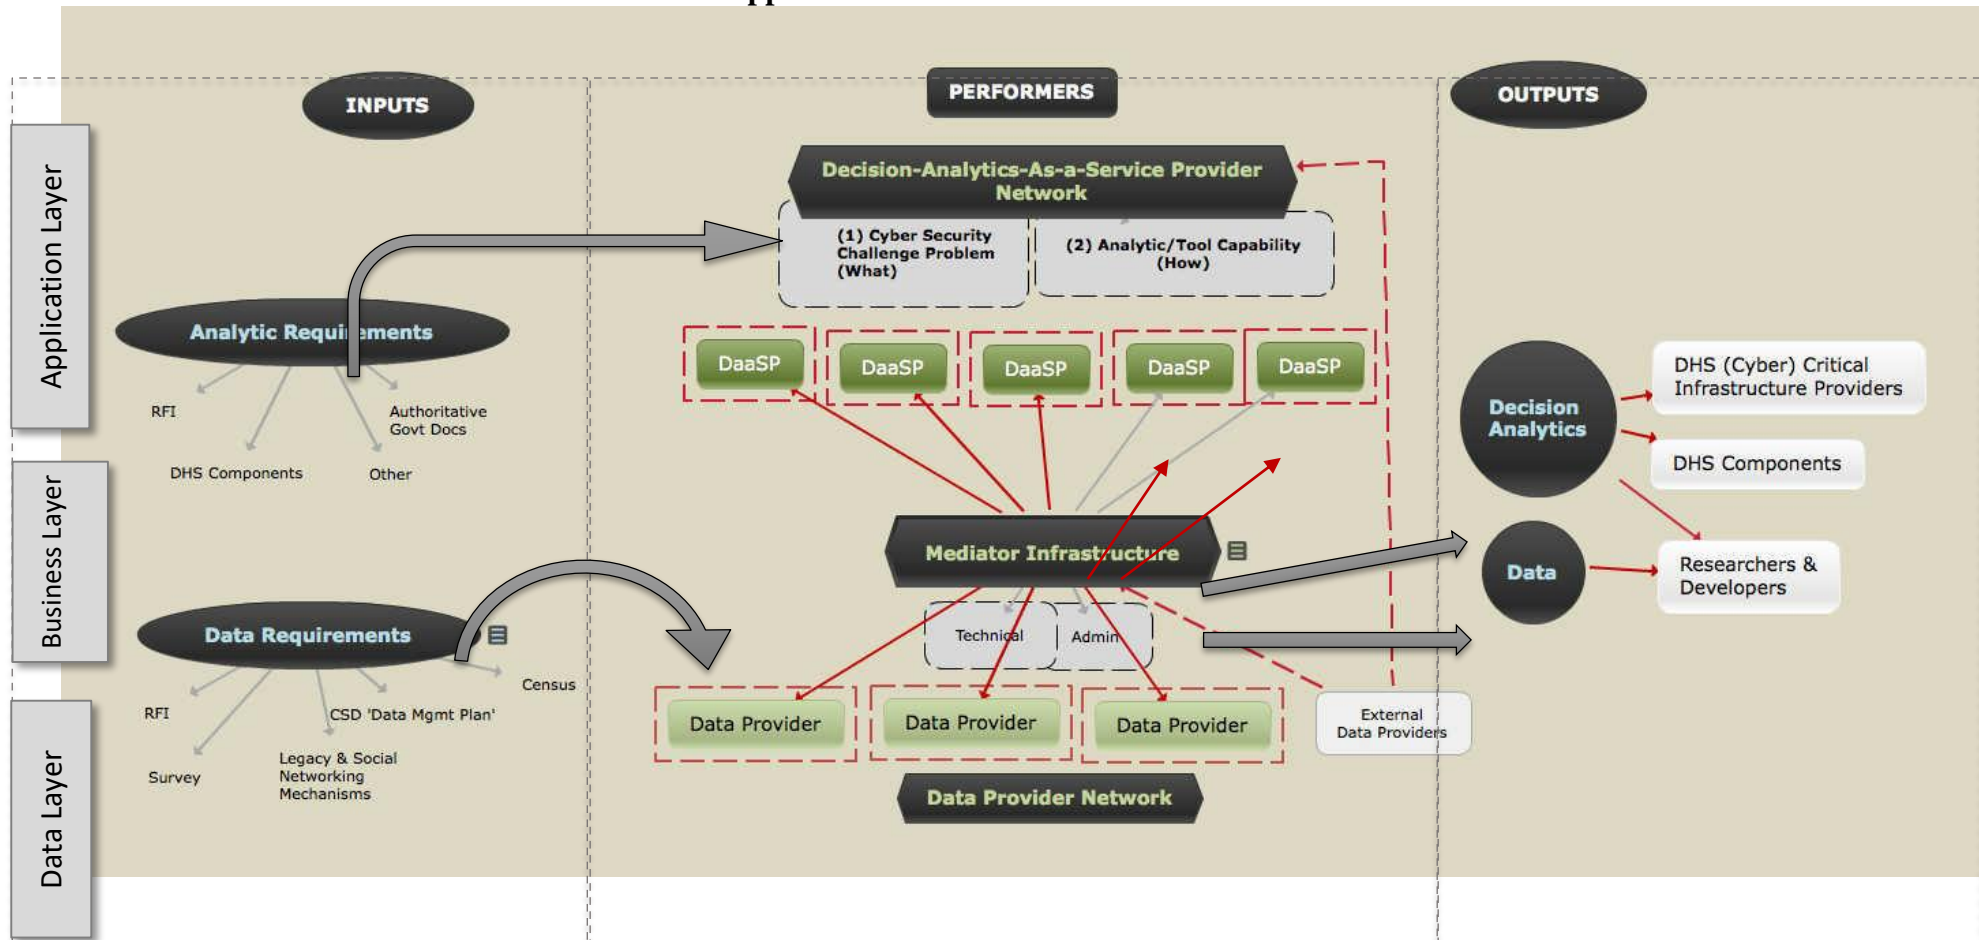 INPUTS
PERFORMERS
OUTPUTS
Application Layer
Business Layer
Data Layer
Analytic Requirements
RFI
DHS Components
Other
Authoritative
Govt Docs
Data Requirements
RFI
Survey
Legacy & Social
Networking
Mechanisms
CSD 'Data Mgmt Plan'
Census
Decision-Analytics-As-a-Service Provider
Network
(1) Cyber Security
Challenge Problem
(What)
(2) Analytic/Tool Capability
(How)
DaaSP
DaaSP
DaaSP
DaaSP
DaaSP
Mediator Infrastructure
Technical
Admin
Data Provider
Data Provider
Data Provider
External
Data Providers
Data Provider Network
Decision
Analytics
DHS (Cyber) Critical
Infrastructure Providers
DHS Components
Data
Researchers &
Developers